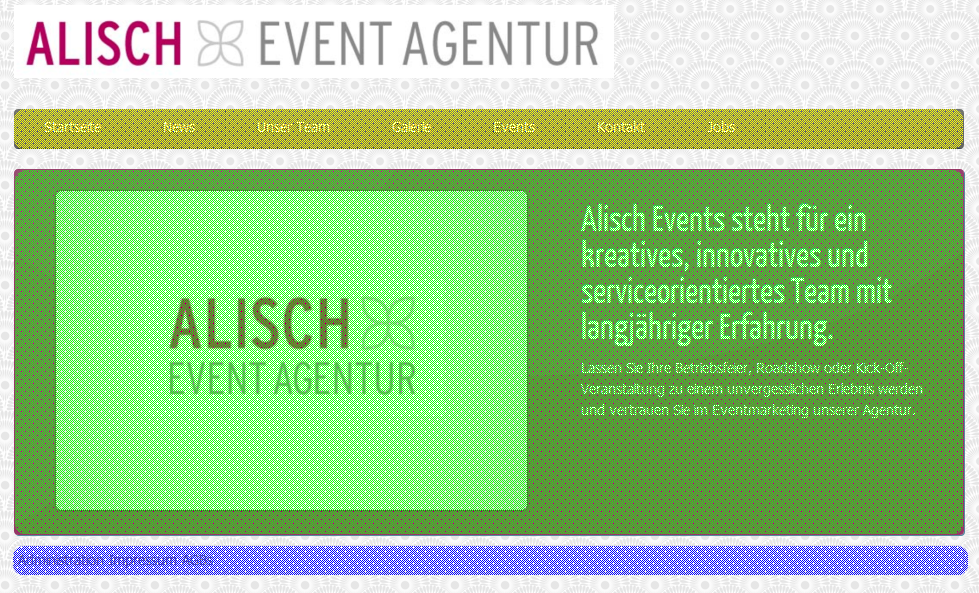 ALISCH EVENT AGENTUR
Startseite News Unser Team Galerie Events Kontakt Jobs
ALISCH
EVENT AGENTUR
Alisch Events steht für ein
kreatives, innovatives und
serviceorientiertes Team mit
langjähriger Erfahrung.
Lassen Sie Ihre Betriebsfeier, Roadshow oder Kick-Off-
Veranstaltung zu einem unvergesslichen Erlebnis werden
und vertrauen Sie im Eventmarketing unserer Agentur.
Administration Impressum AGBs